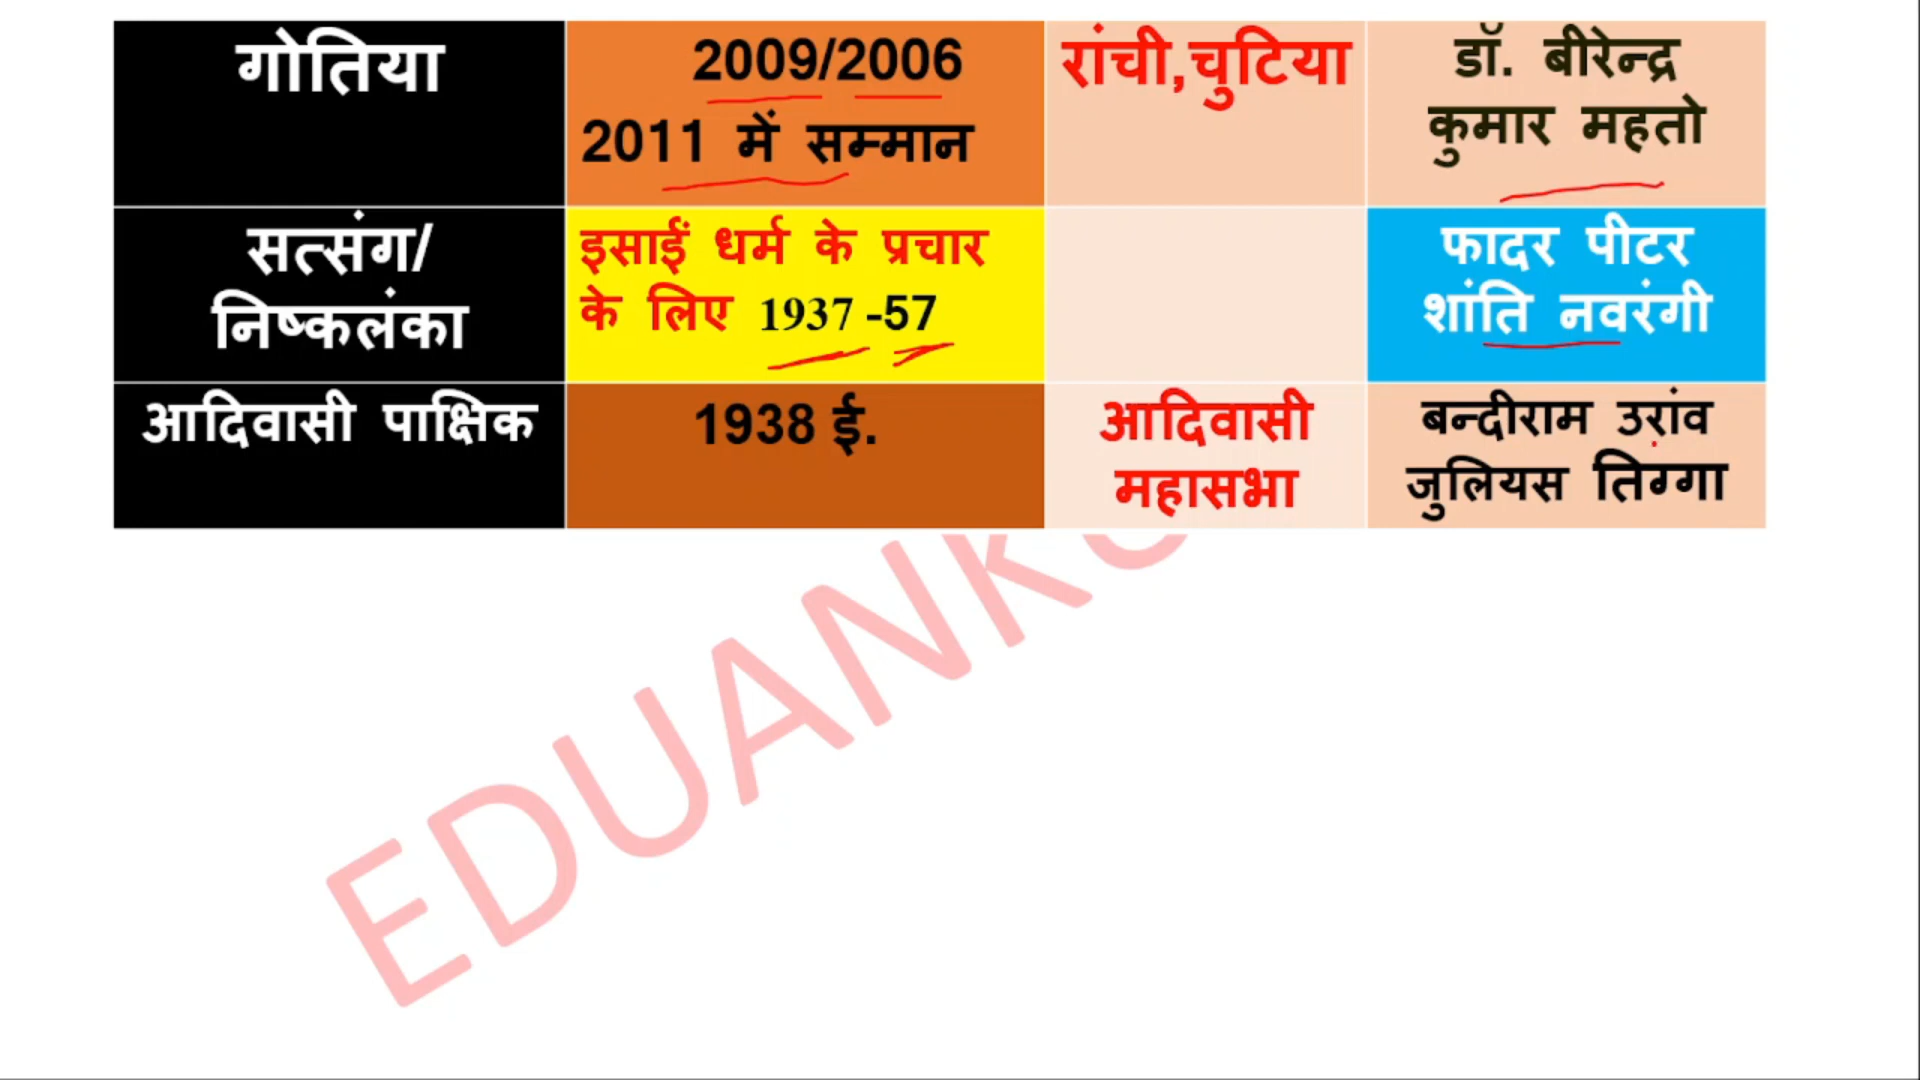 गोतिया
2009/2006
2011 में सम्मान
रांची,चुटिया
डॉ. बीरेन्द्र
कुमार महतो
सत्संग/
निष्कलंका
इसाईं धर्म के प्रचार
के लिए 1937 -57
फादर पीटर
शांति नवरंगी
आदिवासी पाक्षिक
1938 ई.
आदिवासी
महासभा
बन्दीराम उरांव
जुलियस तिग्गा